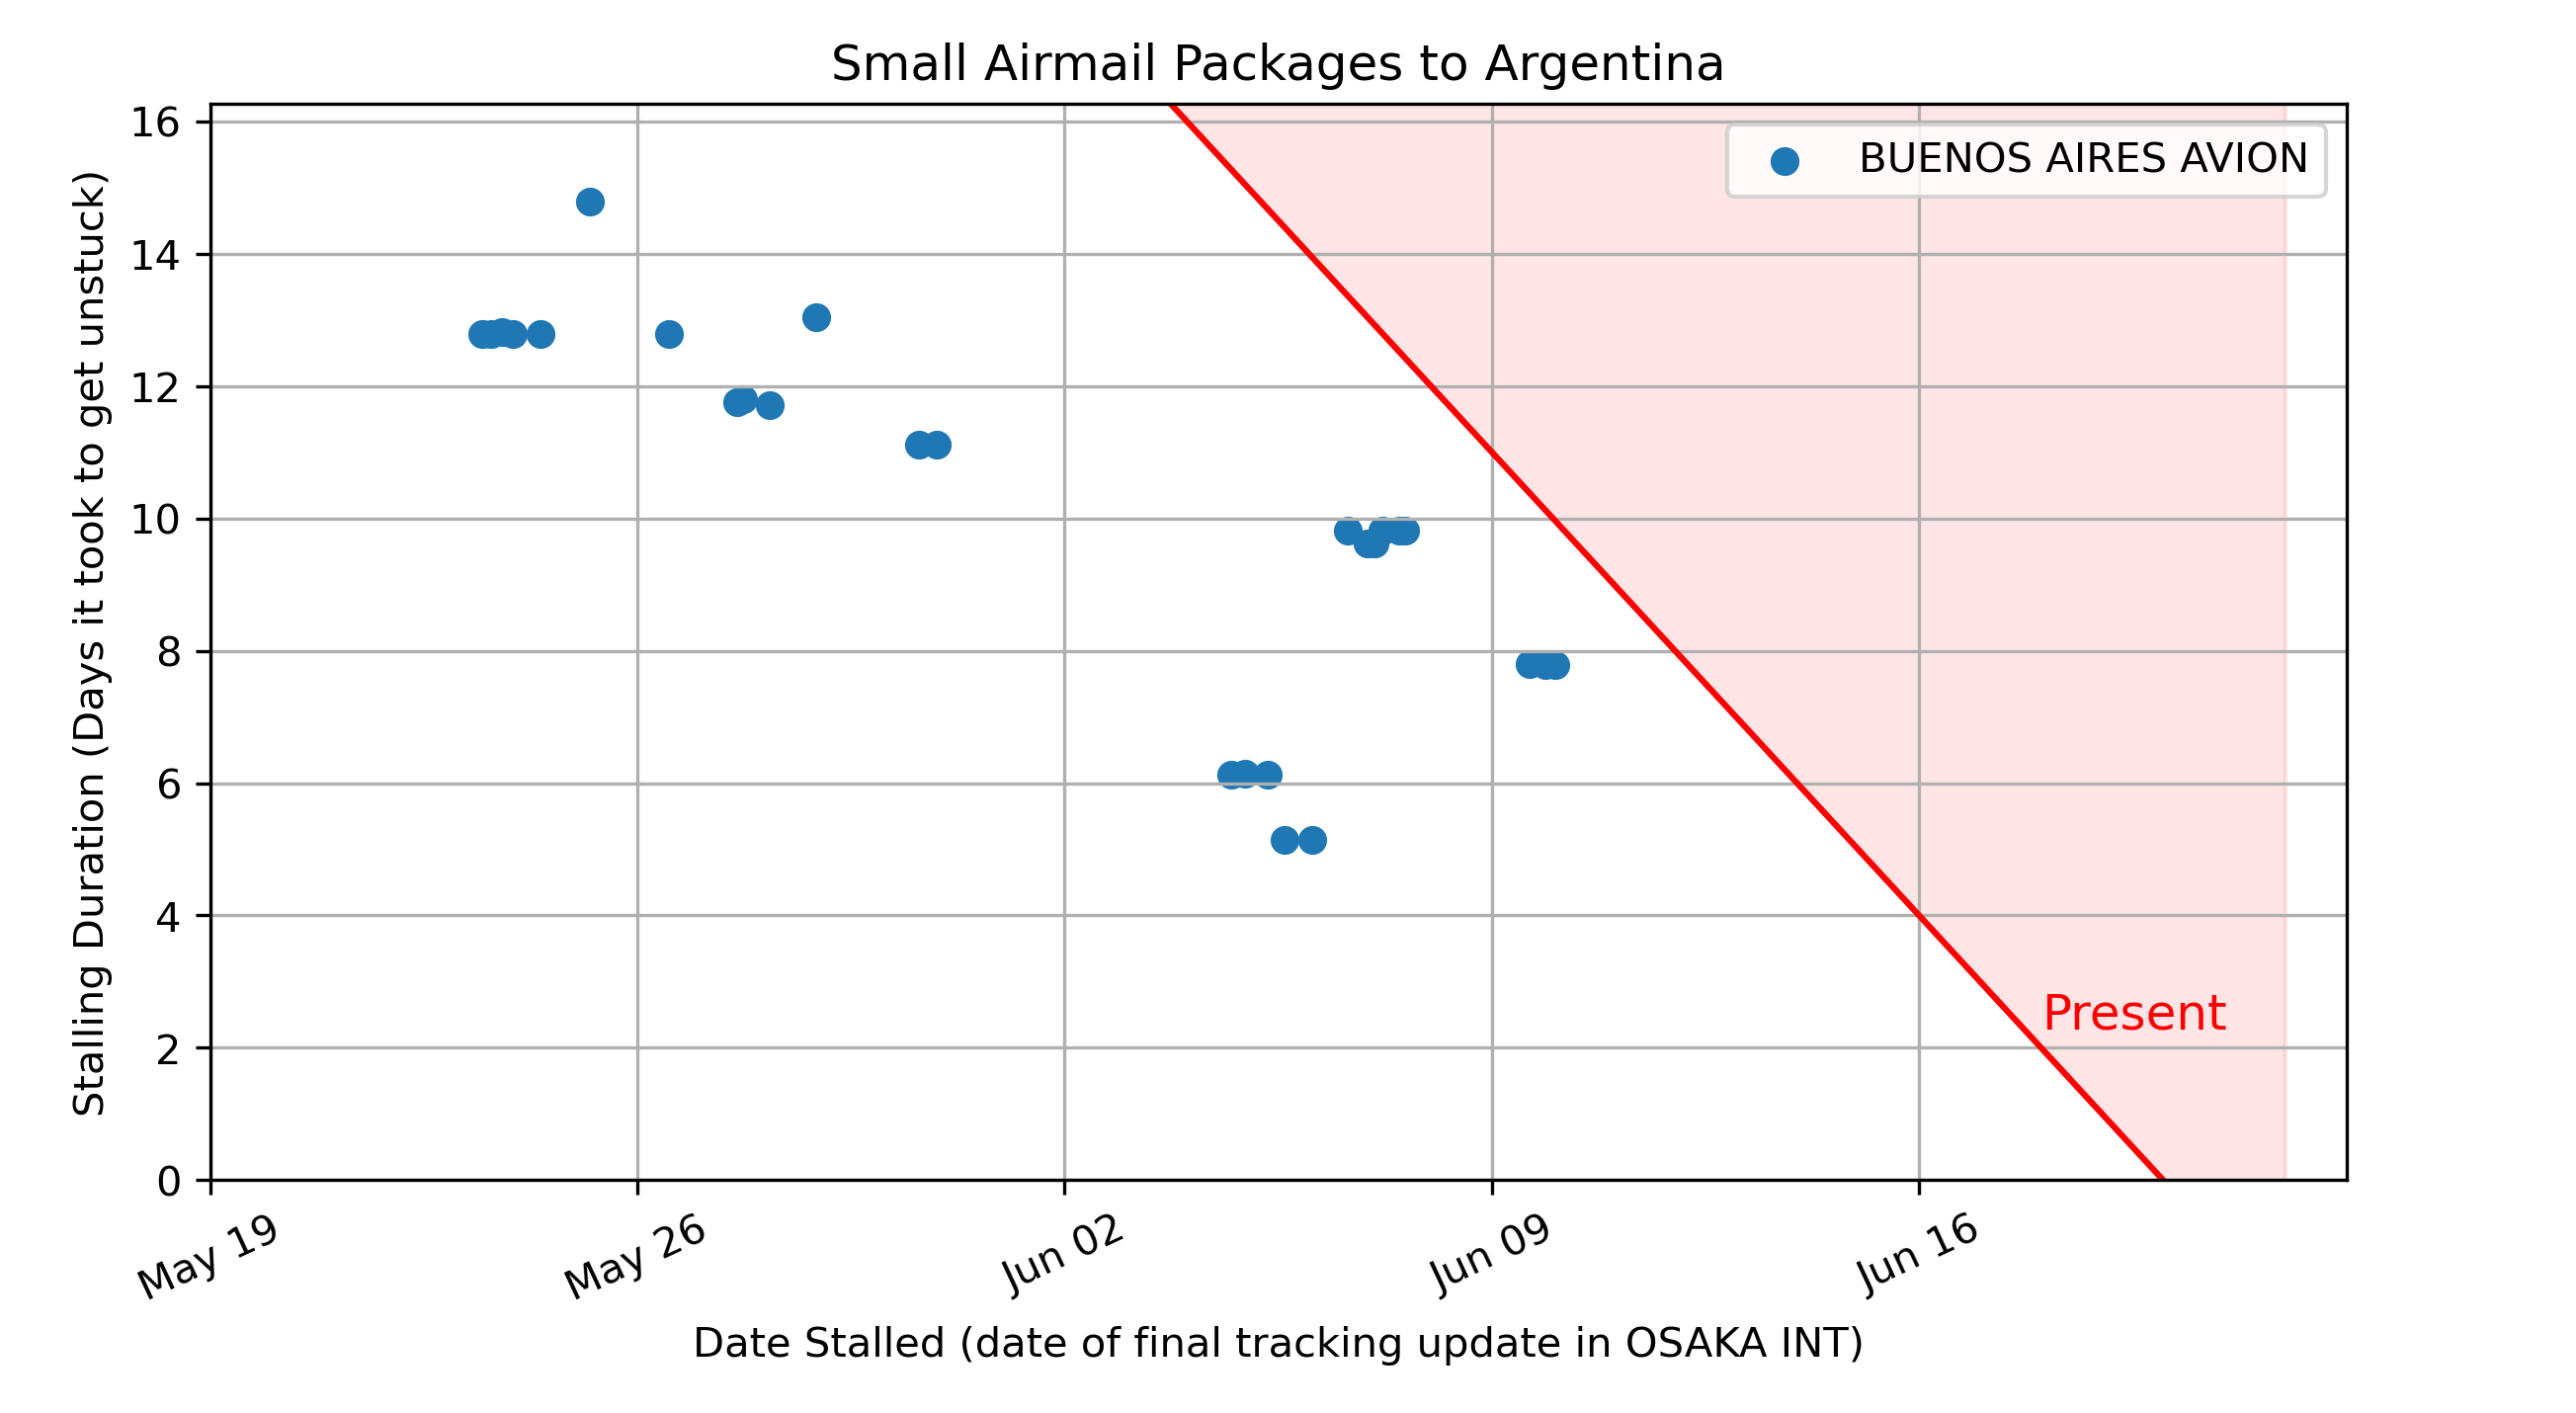 Small Airmail Packages to Argentina
BUENOS AIRES AVION
Stalling Duration (Days it took to get unstuck)
16
14
12
10
8
6
4
2
0
Present
May 19
May 26
Jun 02
Jun 09
Jun 16
Date Stalled (date of final tracking update in OSAKA INT)